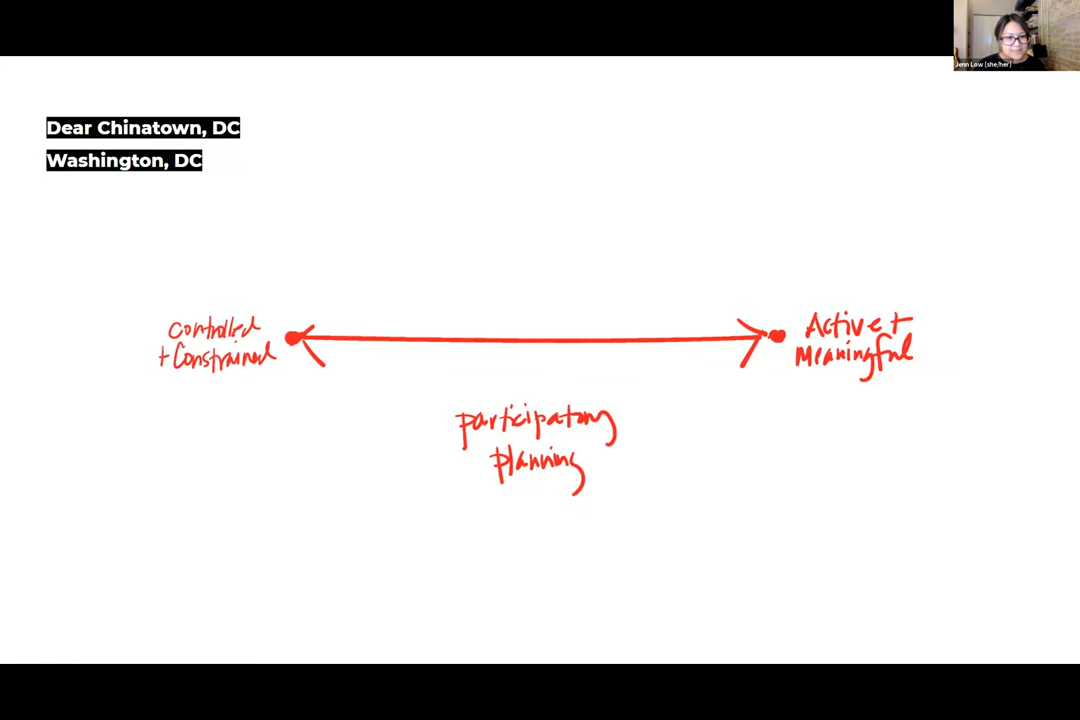 Jenn Low (she/her)
Dear Chinatown, DC
Washington, DC
Controlled
+ Constrained
Active +
Meaningful
participatory
planning